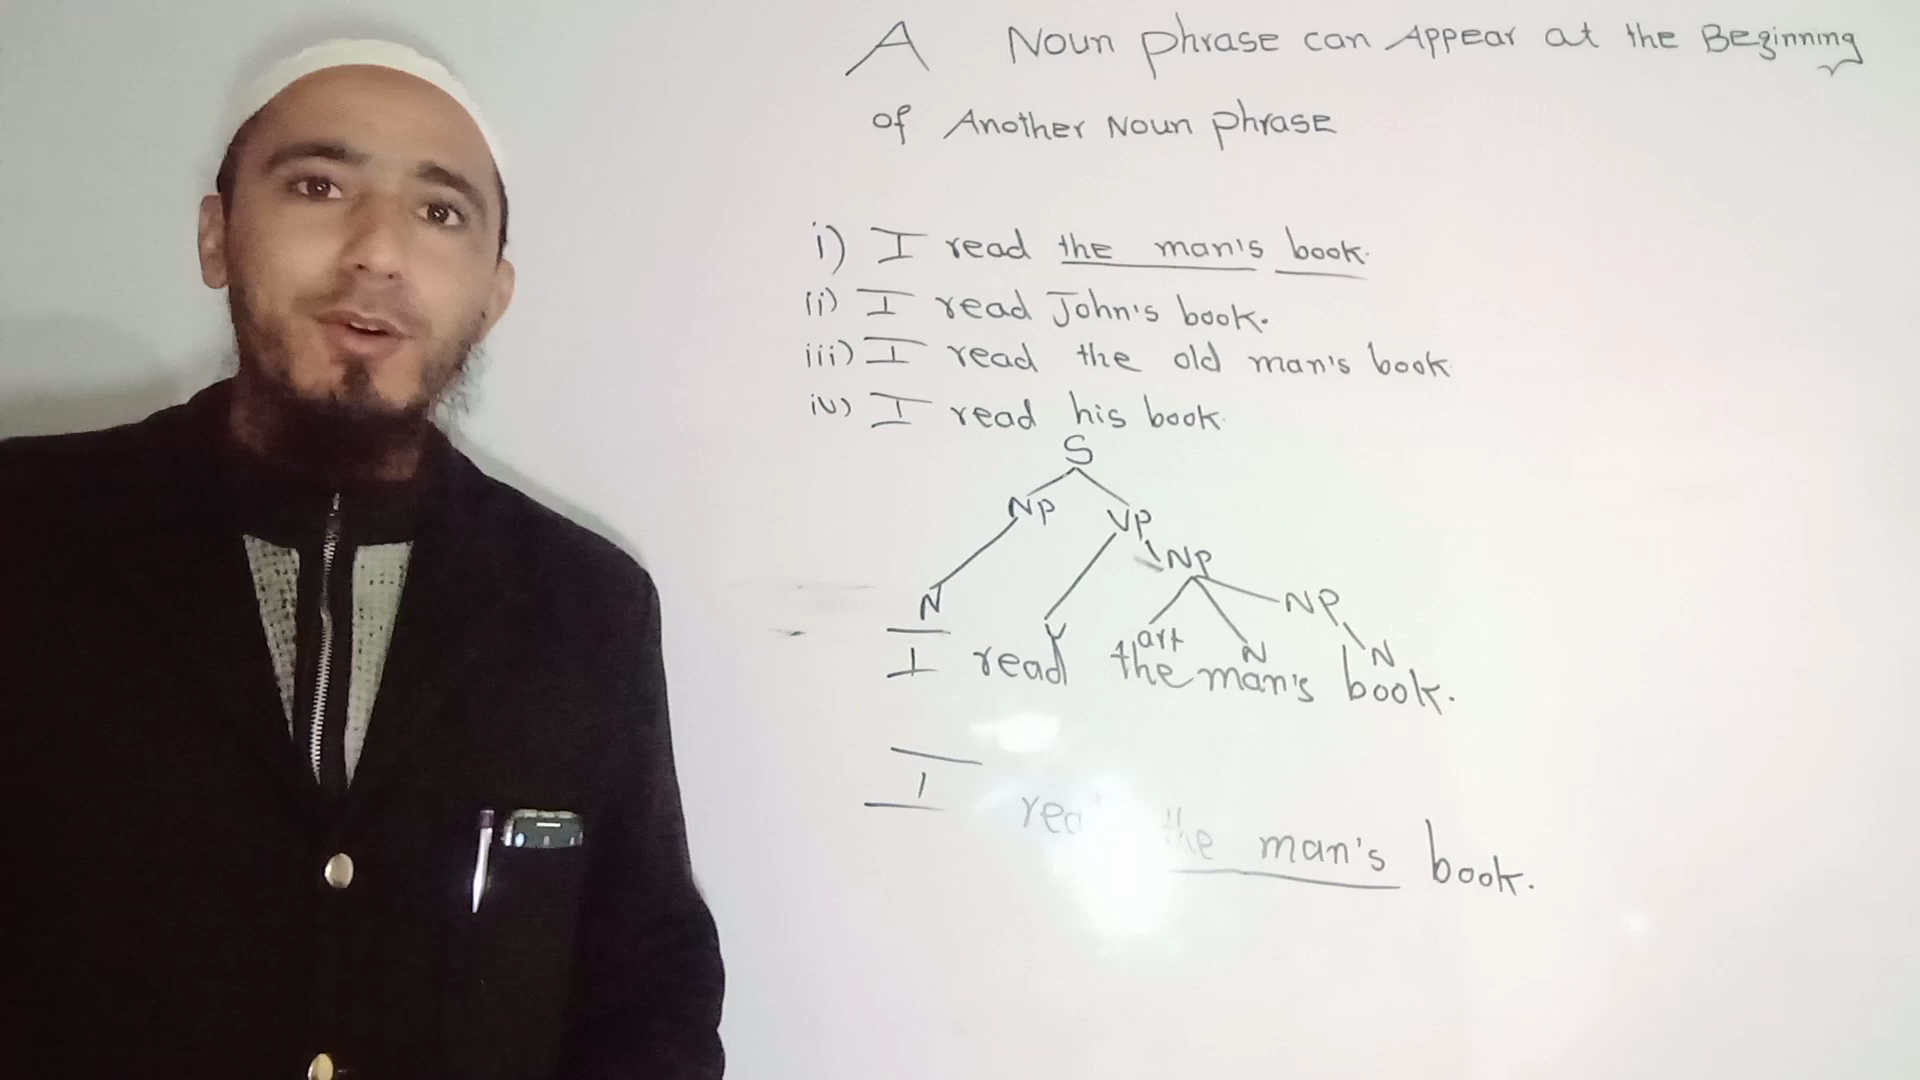 A Noun phrase can Appear at the Beginning
of Another Noun phrase
i) I read the man's book.
(i) I read John's book.
iii) I read the old man's book.
iv) I read his book.
S
NP VP
NP
NP
N V art N N
I read the man's book.
I the man's book.